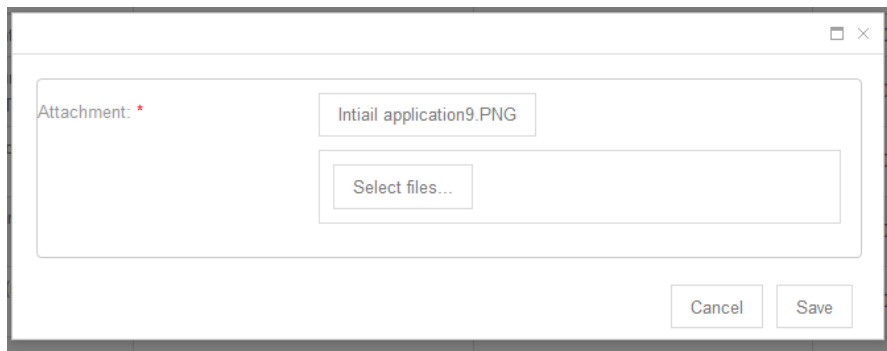 Attachment: *
Intiail application9.PNG
Select files...
Cancel
Save